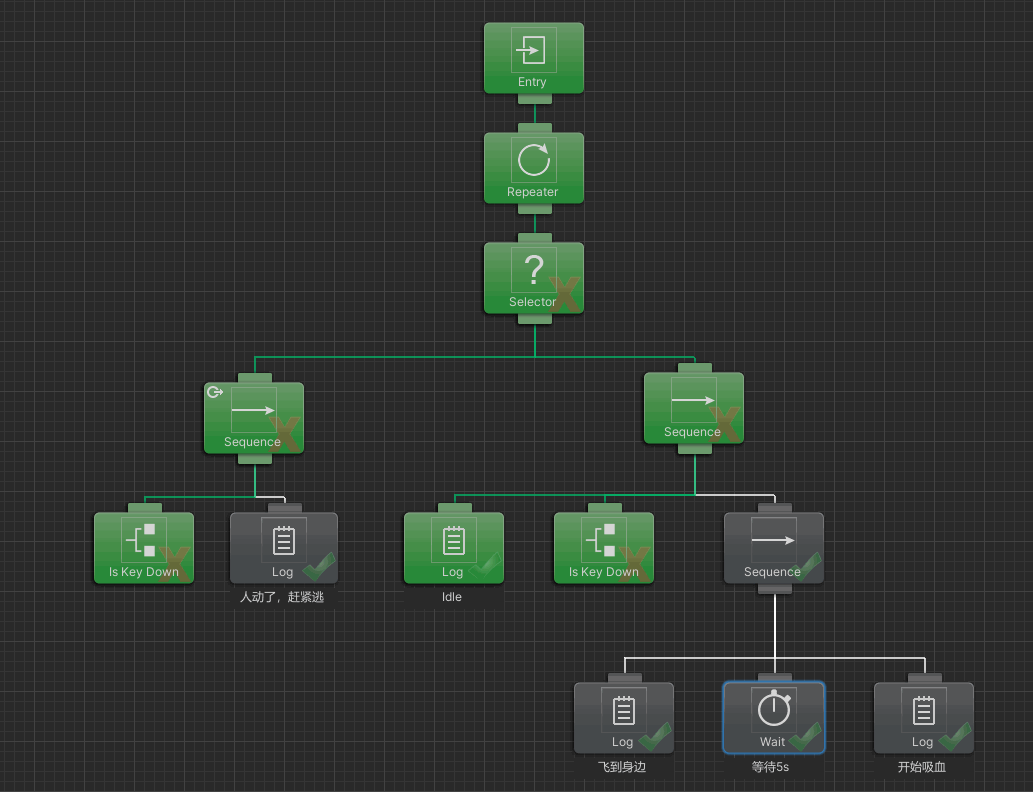 Entry
Repeater
?
Selector
Sequence
Sequence
Is Key Down
Log
Log
Is Key Down
Sequence
人动了，赶紧逃
Idle
Log
Wait
Log
飞到身边
等待5s
开始吸血